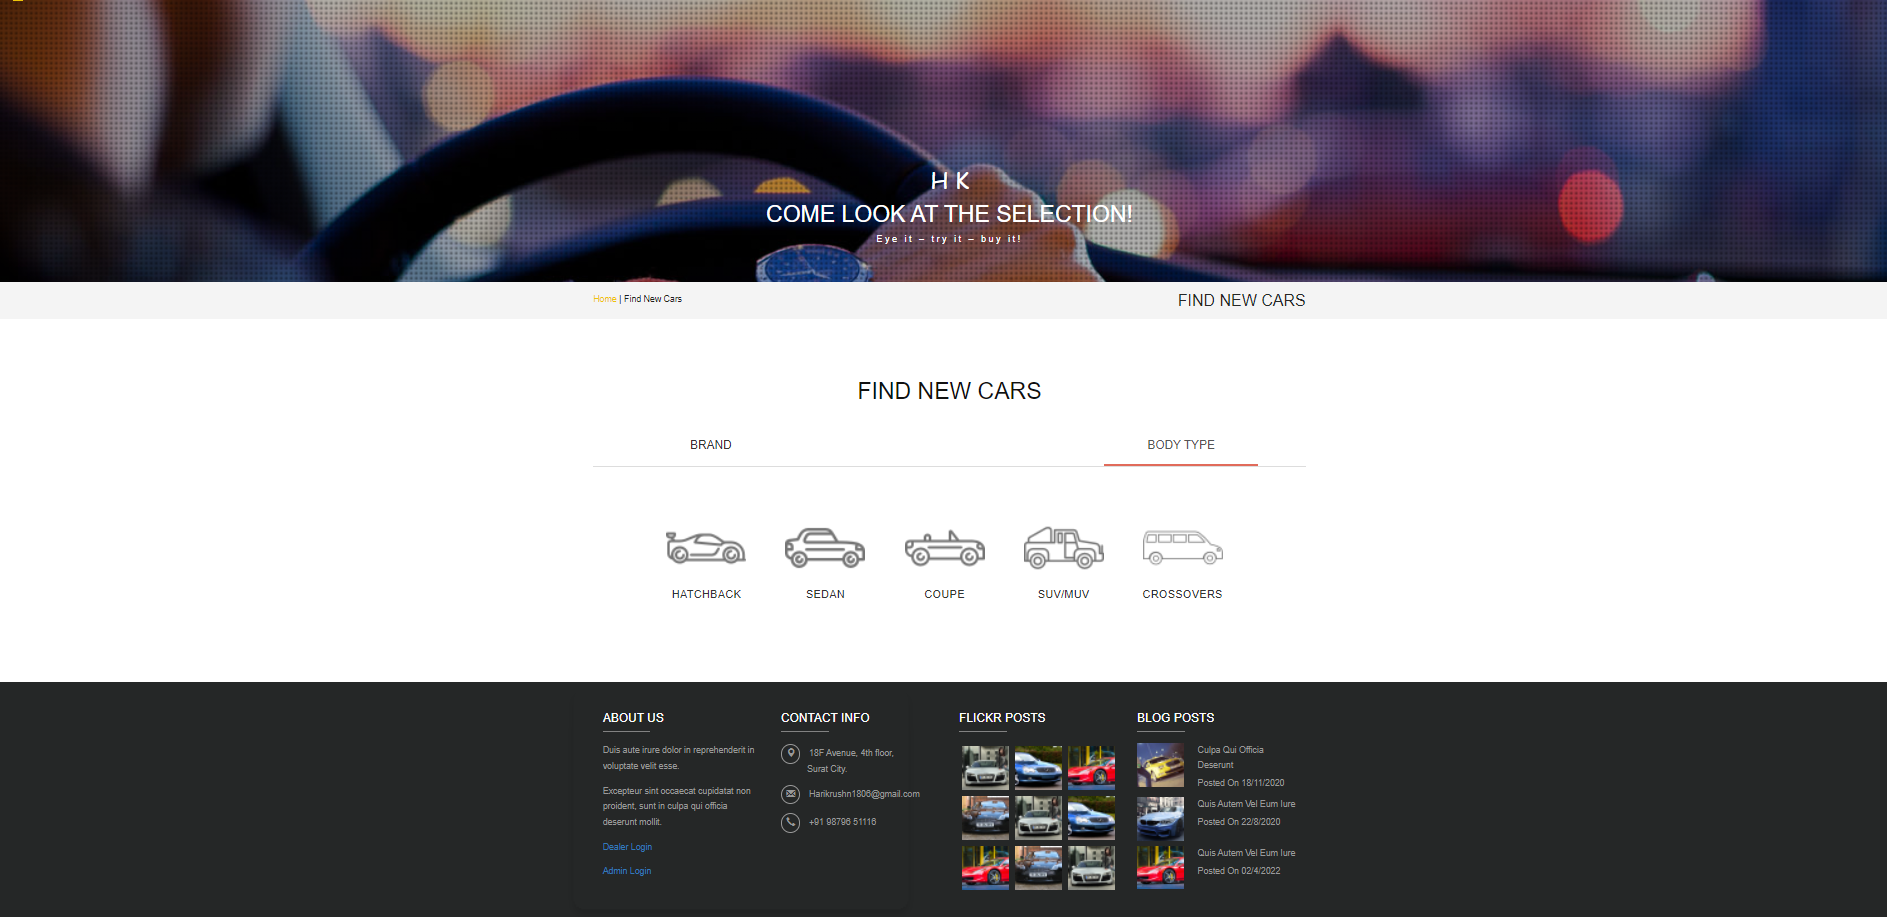 H K
COME LOOK AT THE SELECTION!
Eye it – try it – buy it!
Home | Find New Cars
FIND NEW CARS
FIND NEW CARS
BRAND
BODY TYPE
HATCHBACK
SEDAN
COUPE
SUV/MUV
CROSSOVERS
ABOUT US
Duis aute irure dolor in reprehenderit in
voluptate velit esse.
Excepteur sint occaecat cupidatat non
proident, sunt in culpa qui officia
deserunt mollit.
Dealer Login
Admin Login
CONTACT INFO
18F Avenue, 4th floor,
Surat City.
Harikrushn1806@gmail.com
+91 98796 51116
FLICKR POSTS
BLOG POSTS
Culpa Qui Officia
Deserunt
Posted On 18/11/2020
Quis Autem Vel Eum Iure
Posted On 22/8/2020
Quis Autem Vel Eum Iure
Posted On 02/4/2022